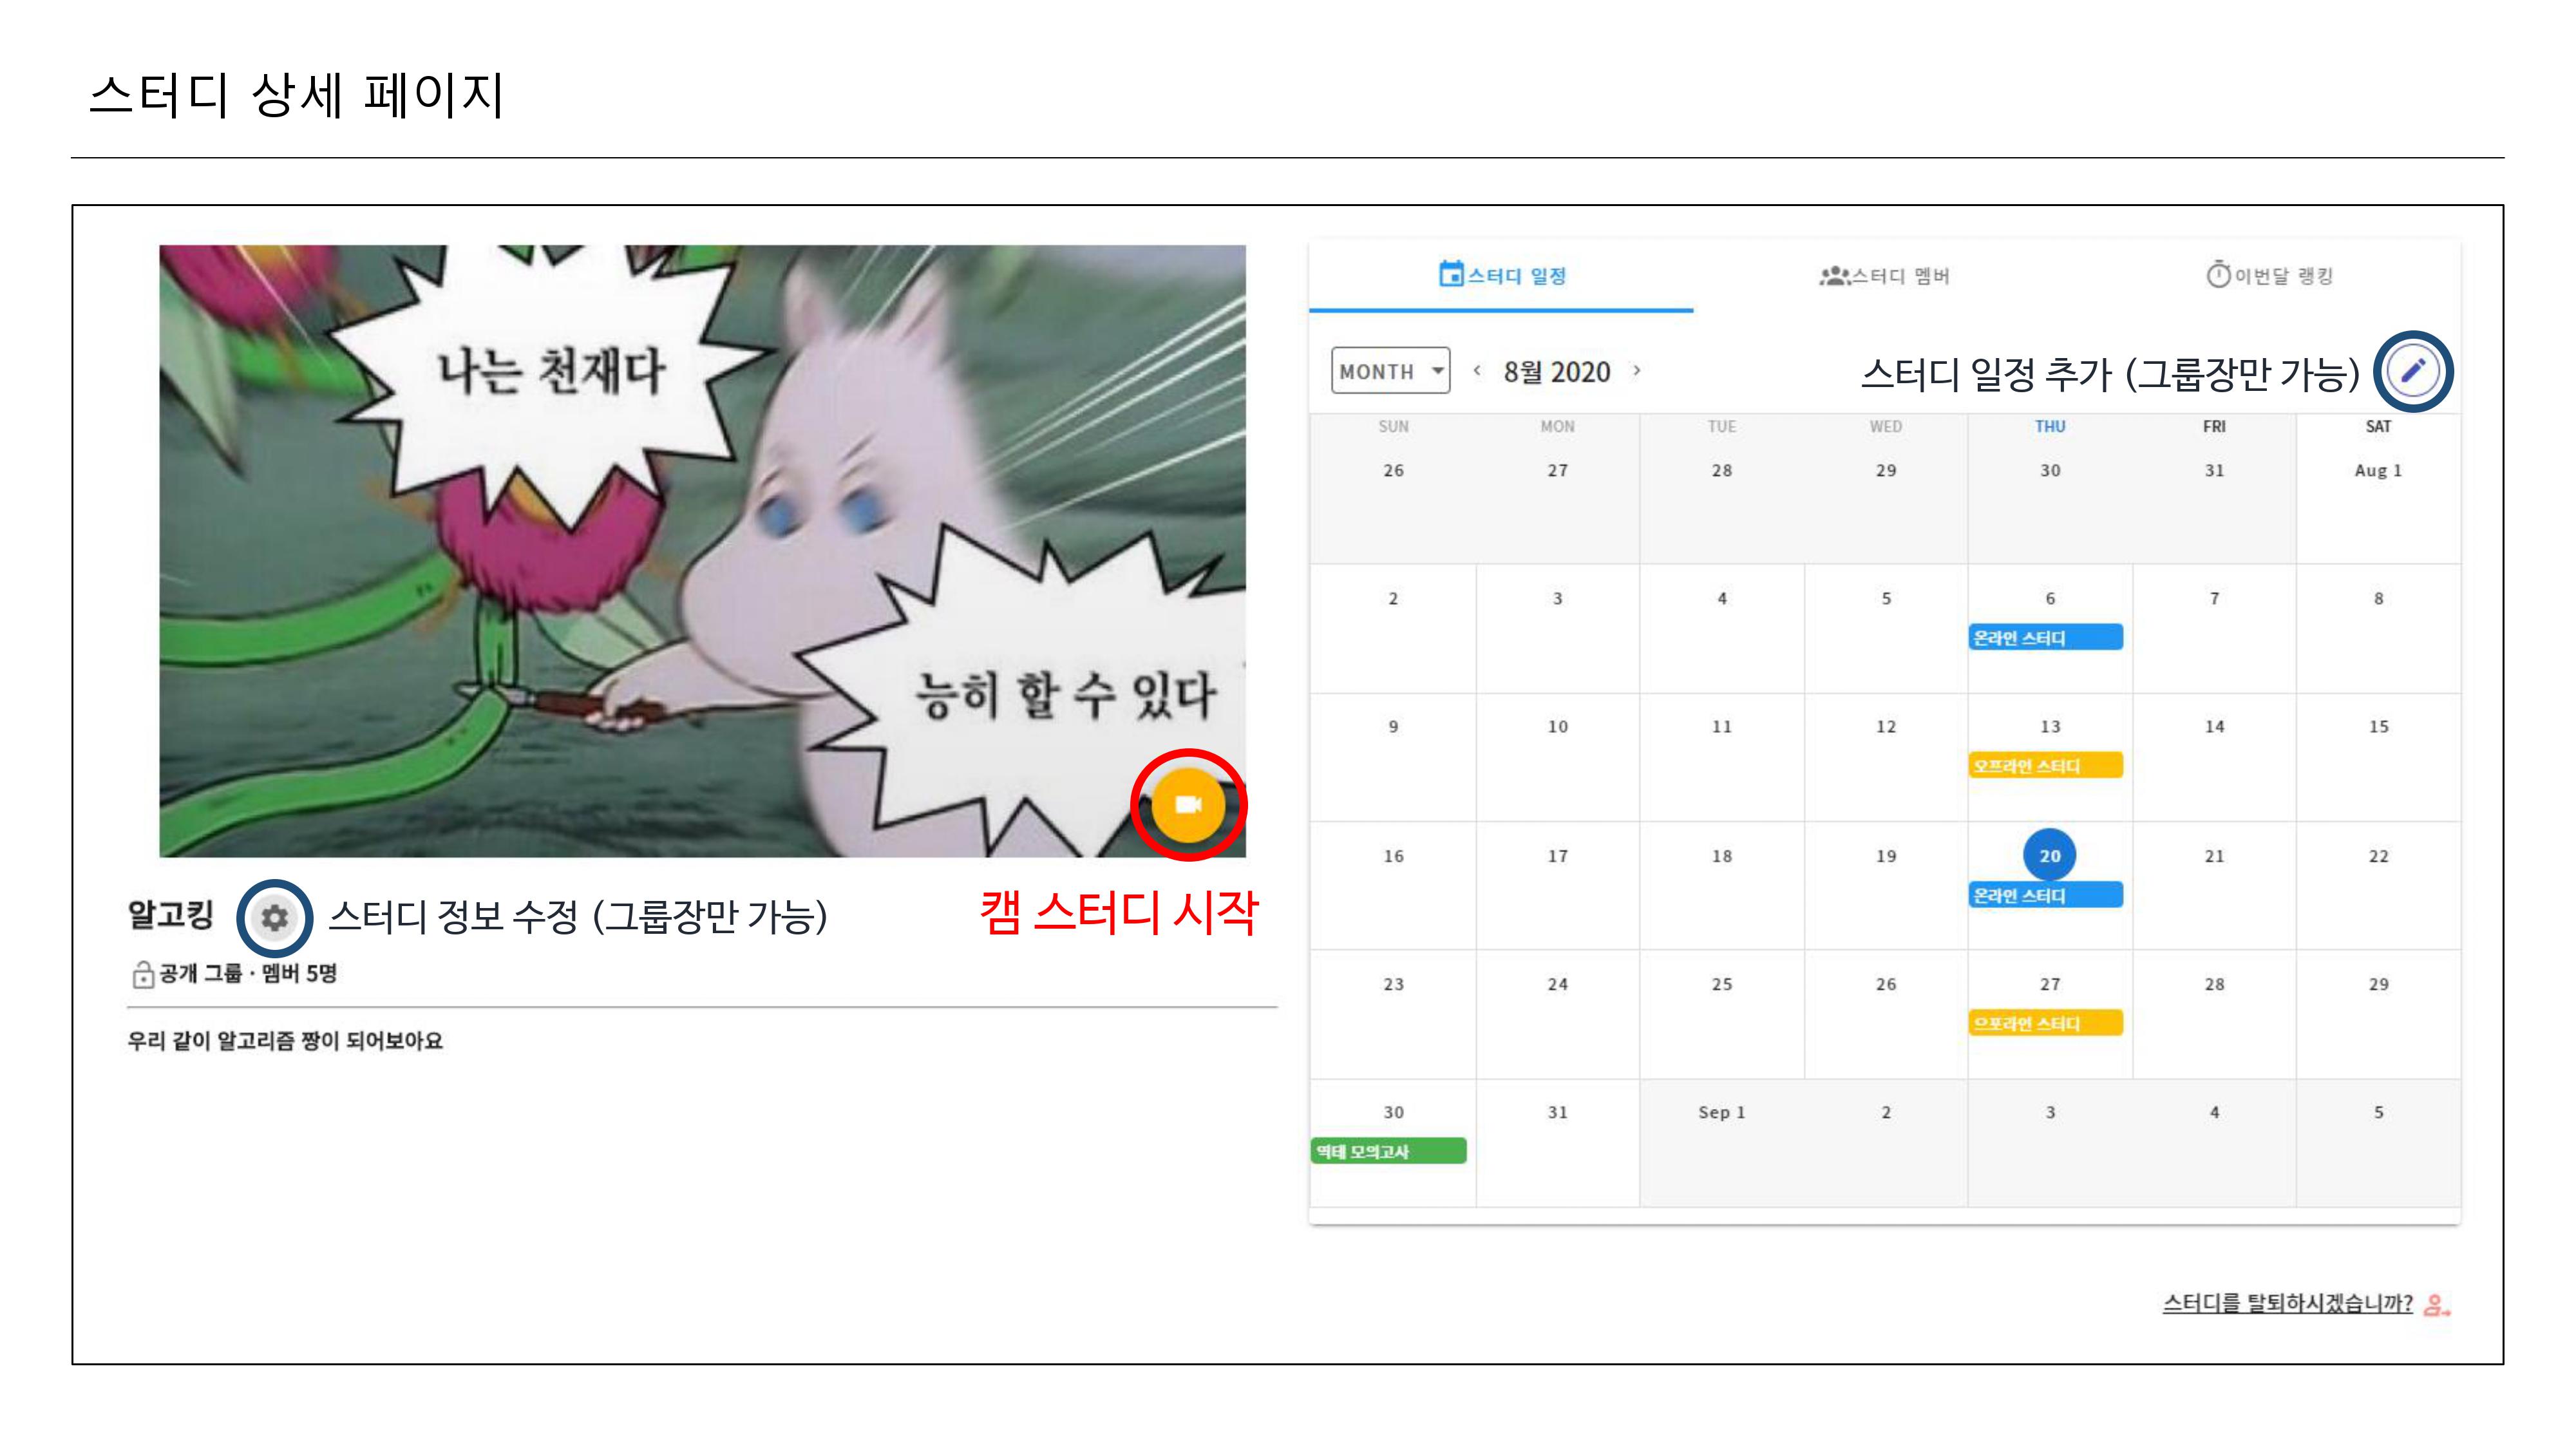 스터디 상세 페이지
나는 천재다
능히 할 수 있다
알고킹
스터디 정보 수정 (그룹장만 가능)
캠 스터디 시작
공개 그룹 · 멤버 5명
우리 같이 알고리즘 짱이 되어보아요
스터디 일정 스터디 멤버 이번달 랭킹
MONTH < 8월 2020 >
스터디 일정 추가 (그룹장만 가능)
SUN MON TUE WED THU FRI SAT
26 27 28 29 30 31 Aug 1
2 3 4 5 6 7 8
온라인 스터디
9 10 11 12 13 14 15
오프라인 스터디
16 17 18 19 20 21 22
온라인 스터디
23 24 25 26 27 28 29
으포라인 스터디
30 31 Sep 1 2 3 4 5
역테 모의고사
스터디를 탈퇴하시겠습니까?